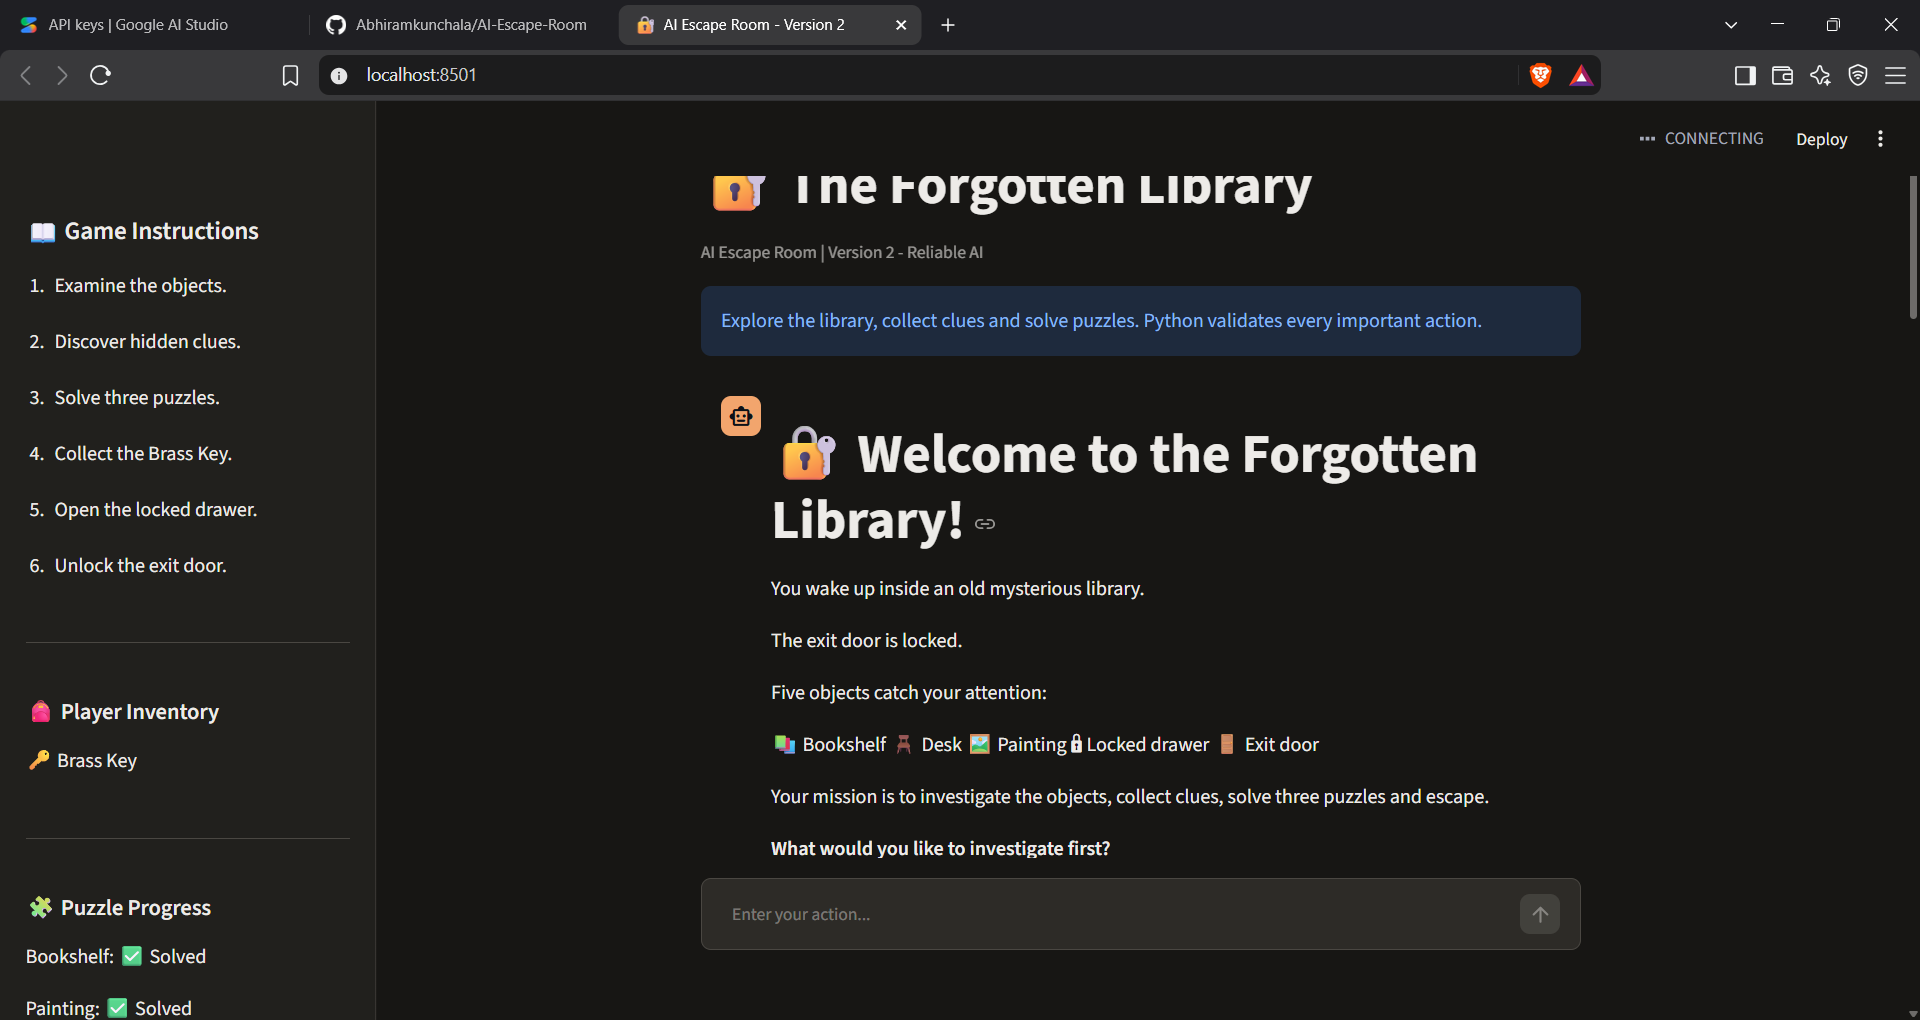 API keys | Google AI Studio
Abhiramkunchala/AI-Escape-Room
AI Escape Room - Version 2
localhost:8501
CONNECTING
Deploy
Game Instructions
1. Examine the objects.
2. Discover hidden clues.
3. Solve three puzzles.
4. Collect the Brass Key.
5. Open the locked drawer.
6. Unlock the exit door.
Player Inventory
Brass Key
Puzzle Progress
Bookshelf: ✅ Solved
Painting: ✅ Solved
The Forgotten Library
AI Escape Room | Version 2 - Reliable AI
Explore the library, collect clues and solve puzzles. Python validates every important action.
Welcome to the Forgotten
Library!
You wake up inside an old mysterious library.
The exit door is locked.
Five objects catch your attention:
Bookshelf Desk Painting Locked drawer Exit door
Your mission is to investigate the objects, collect clues, solve three puzzles and escape.
What would you like to investigate first?
Enter your action...